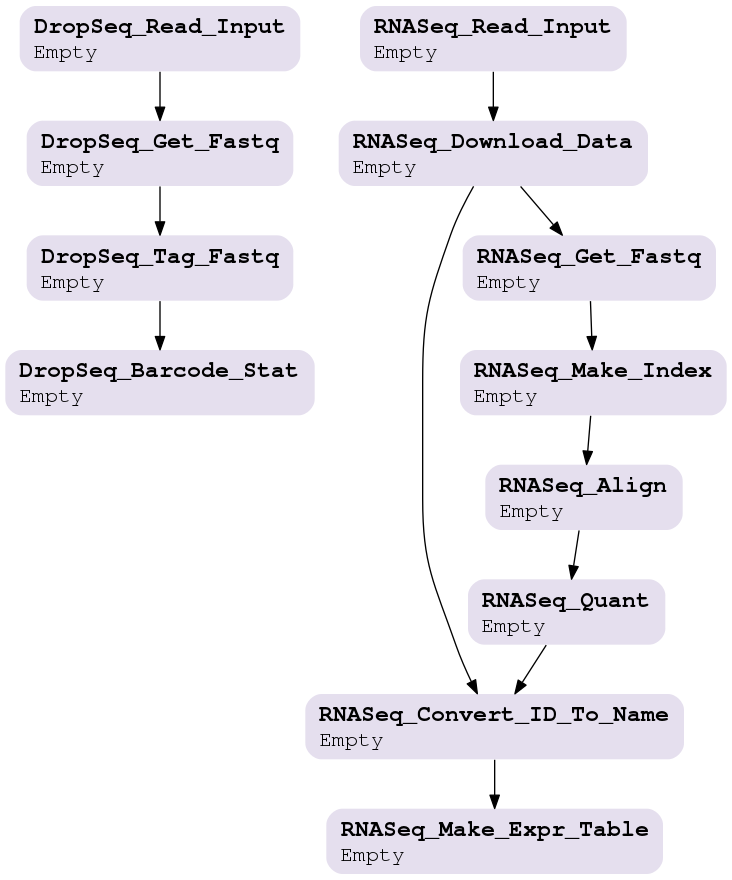 DropSeq_Read_Input
Empty
RNASeq_Read_Input
Empty
DropSeq_Get_Fastq
Empty
RNASeq_Download_Data
Empty
DropSeq_Tag_Fastq
Empty
RNASeq_Get_Fastq
Empty
DropSeq_Barcode_Stat
Empty
RNASeq_Make_Index
Empty
RNASeq_Align
Empty
RNASeq_Quant
Empty
RNASeq_Convert_ID_To_Name
Empty
RNASeq_Make_Expr_Table
Empty